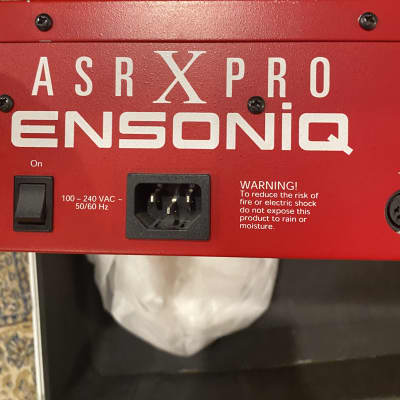 ASR X PRO
ENSONiQ
On
100 – 240 VAC ~
50/60 Hz
WARNING!
To reduce the risk of
fire or electric shock
do not expose this
product to rain or
moisture.